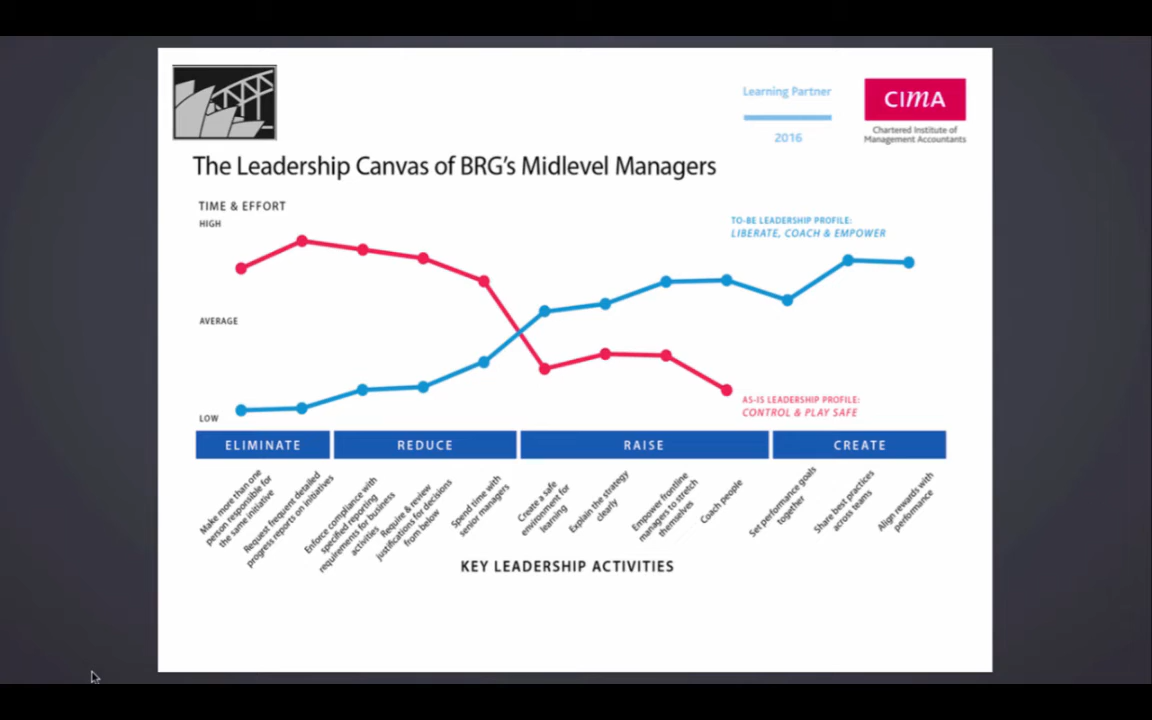 Learning Partner
2016
CIMA
Chartered Institute of
Management Accountants
The Leadership Canvas of BRG's Midlevel Managers
TIME & EFFORT
HIGH
AVERAGE
LOW
TO-BE LEADERSHIP PROFILE:
LIBERATE, COACH & EMPOWER
AS-IS LEADERSHIP PROFILE:
CONTROL & PLAY SAFE
ELIMINATE
REDUCE
RAISE
CREATE
Make more than one
person responsible for
the same initiative
Request frequent detailed
progress reports on initiatives
Enforce compliance with
specified reporting
requirements for business
activities
Require & review
justifications for decisions
from below
Spend time with
senior managers
Create a safe
environment for
learning
Explain the strategy
clearly
Empower frontline
managers to stretch
themselves
Coach people
Set performance goals
together
Share best practices
across teams
Align rewards with
performance
KEY LEADERSHIP ACTIVITIES